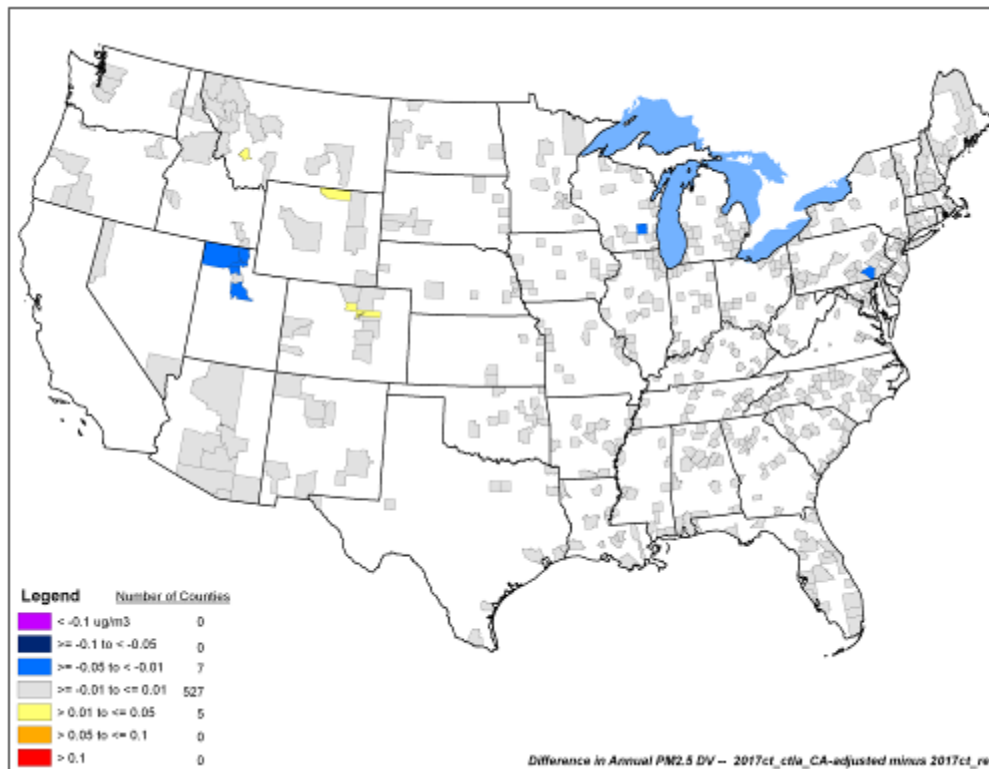 Legend Number of Counties
< -0.1 ug/m3 0
>= -0.1 to < -0.05 0
>= -0.05 to < -0.01 7
>= -0.01 to <= 0.01 527
> 0.01 to <= 0.05 5
> 0.05 to <= 0.1 0
> 0.1 0
Difference in Annual PM2.5 DV -- 2017ct_ctla_CA-adjusted minus 2017ct_re